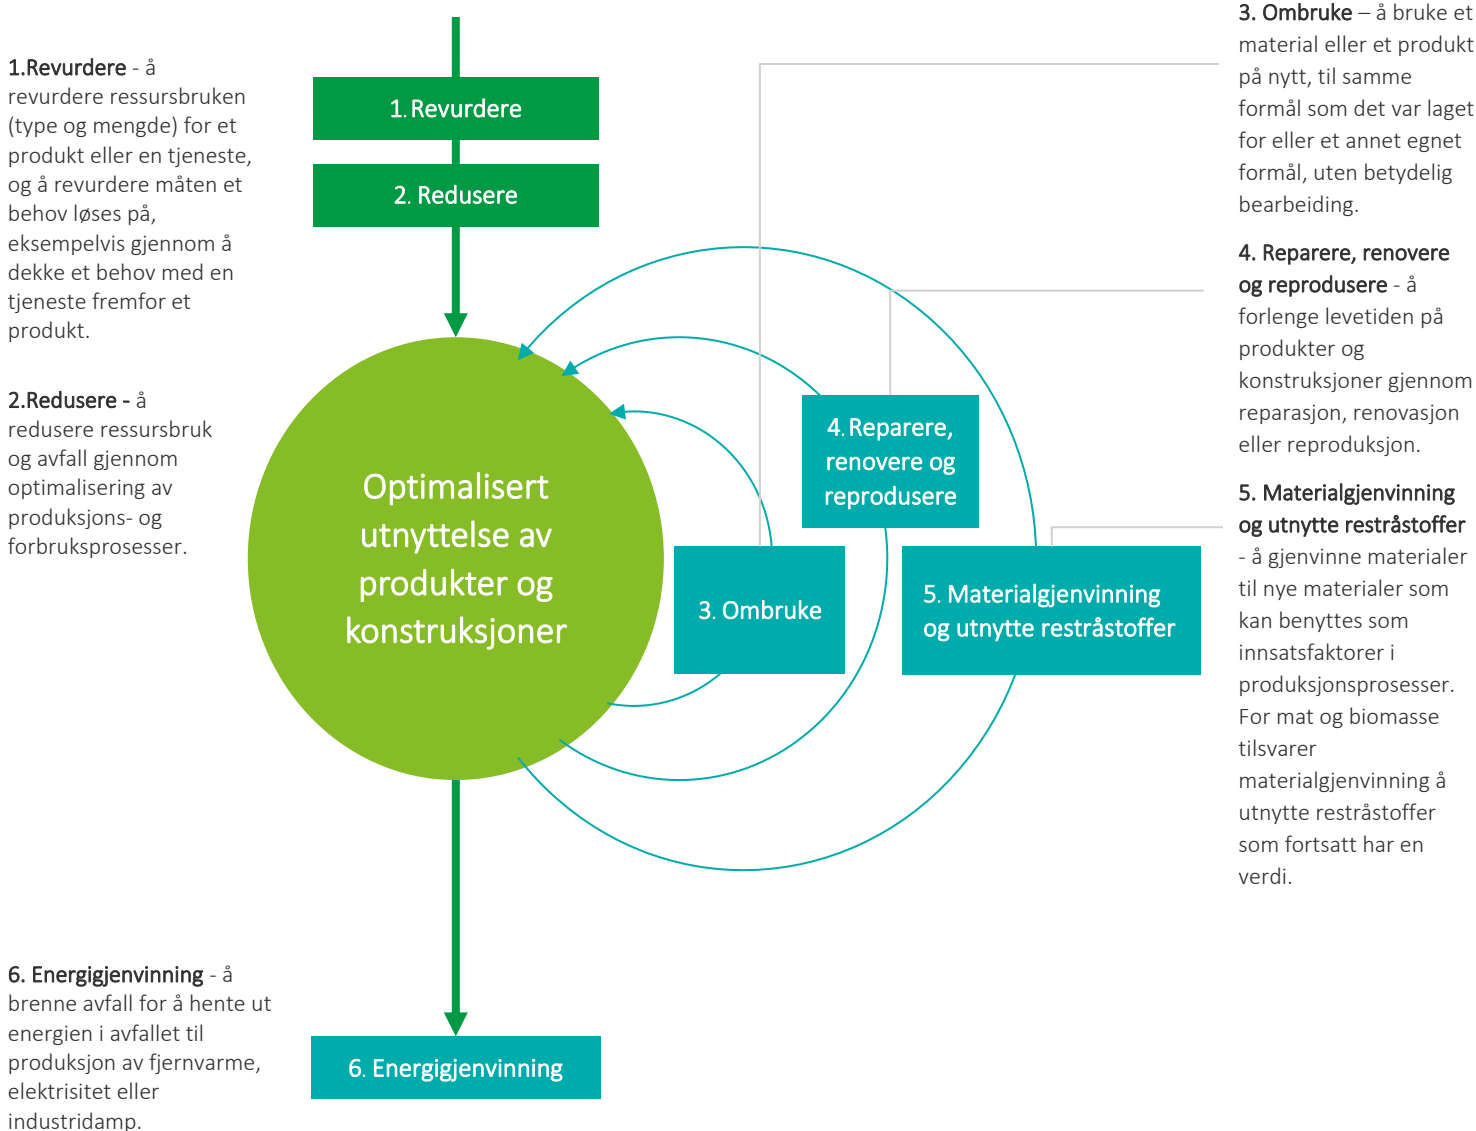 1.Revurdere - å
revurdere ressursbruken
(type og mengde) for et
produkt eller en tjeneste,
og å revurdere måten et
behov løses på,
eksempelvis gjennom å
dekke et behov med en
tjeneste fremfor et
produkt.
2.Redusere - å
redusere ressursbruk
og avfall gjennom
optimalisering av
produksjons- og
forbruksprosesser.
6. Energigjenvinning - å
brenne avfall for å hente ut
energien i avfallet til
produksjon av fjernvarme,
elektrisitet eller
industridamp.
1. Revurdere
2. Redusere
Optimalisert
utnyttelse av
produkter og
konstruksjoner
3. Ombruke
4. Reparere,
renovere og
reprodusere
5. Materialgjenvinning
og utnytte restråstoffer
6. Energigjenvinning
3. Ombruke – å bruke et
material eller et produkt
på nytt, til samme
formål som det var laget
for eller et annet egnet
formål, uten betydelig
bearbeiding.
4. Reparere, renovere
og reprodusere - å
forlenge levetiden på
produkter og
konstruksjoner gjennom
reparasjon, renovasjon
eller reproduksjon.
5. Materialgjenvinning
og utnytte restråstoffer
- å gjenvinne materialer
til nye materialer som
kan benyttes som
innsatsfaktorer i
produksjonsprosesser.
For mat og biomasse
tilsvarer
materialgjenvinning å
utnytte restråstoffer
som fortsatt har en
verdi.